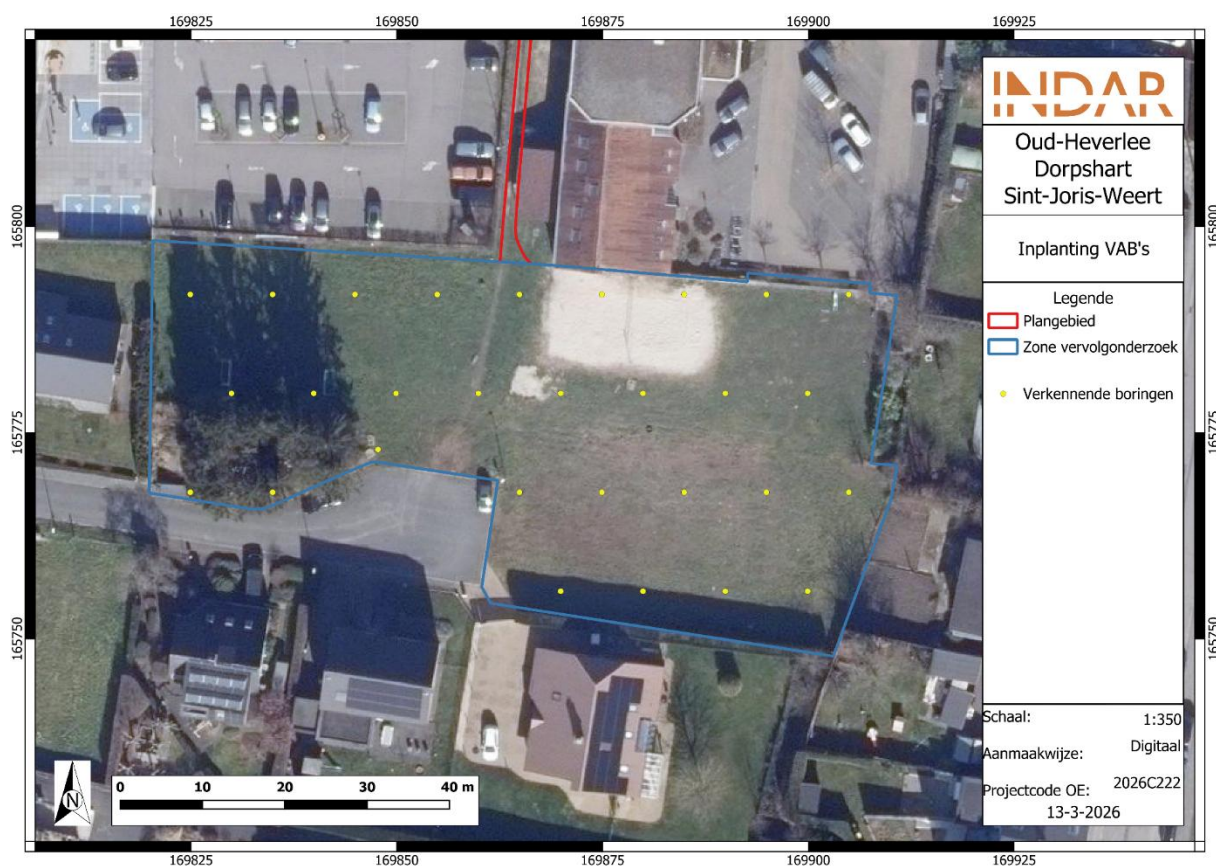 169825 169850 169875 169900 169925
INDAR
Oud-Heverlee
Dorpshart
Sint-Joris-Weert
Inplanting VAB's
Legende
Plangebied
Zone vervolgonderzoek
Verkennende boringen
165800 165800
165775 165775
165750 165750
Schaal: 1:350
Aanmaakwijze: Digitaal
Projectcode OE: 2026C222
13-3-2026
N
0 10 20 30 40 m
169825 169850 169875 169900 169925